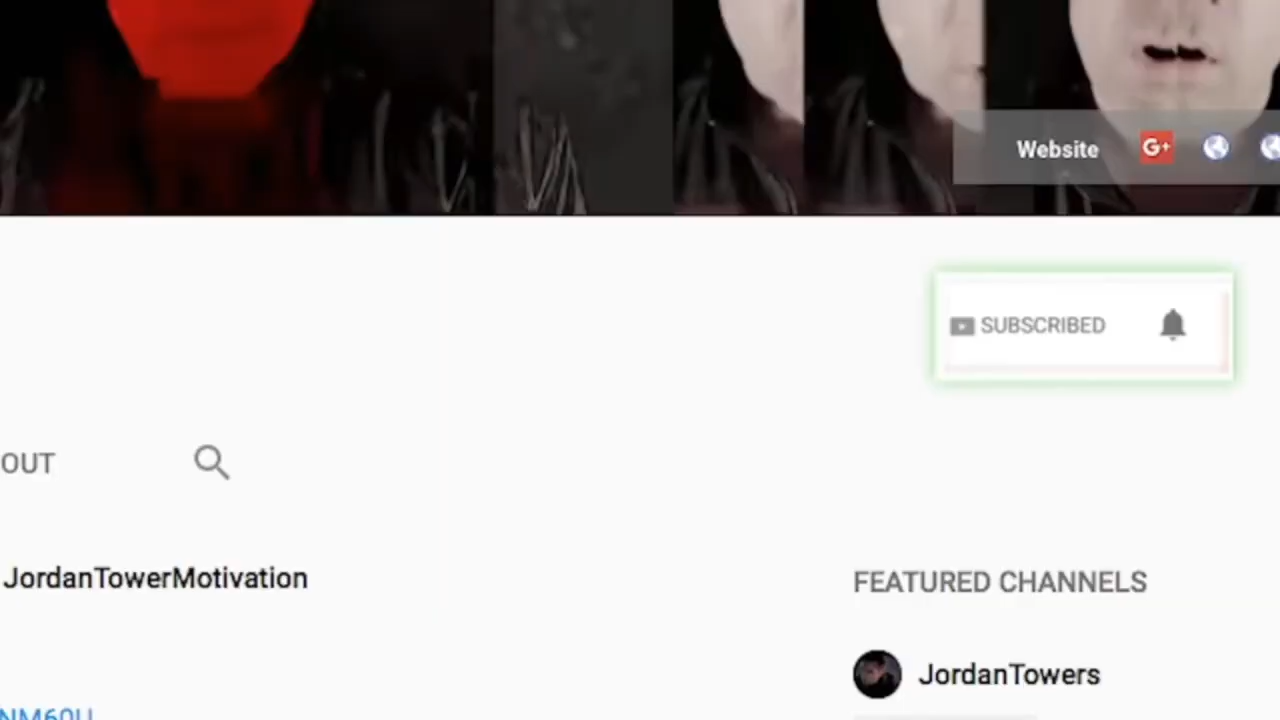 Website G+
SUBSCRIBED
OUT
JordanTowerMotivation
FEATURED CHANNELS
JordanTowers